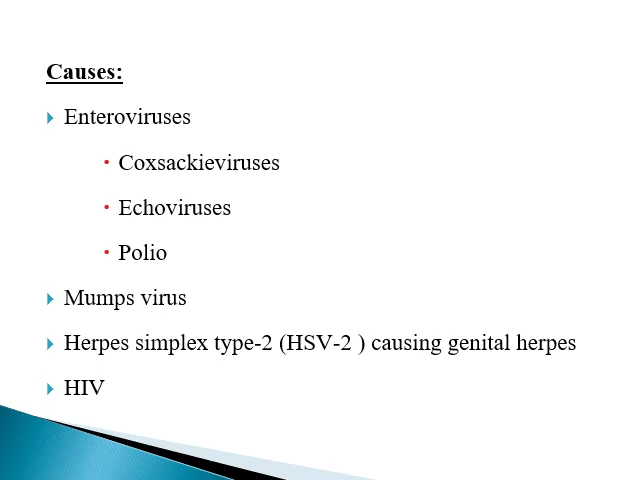 Causes:
Enteroviruses
Coxsackieviruses
Echoviruses
Polio
Mumps virus
Herpes simplex type-2 (HSV-2 ) causing genital herpes
HIV